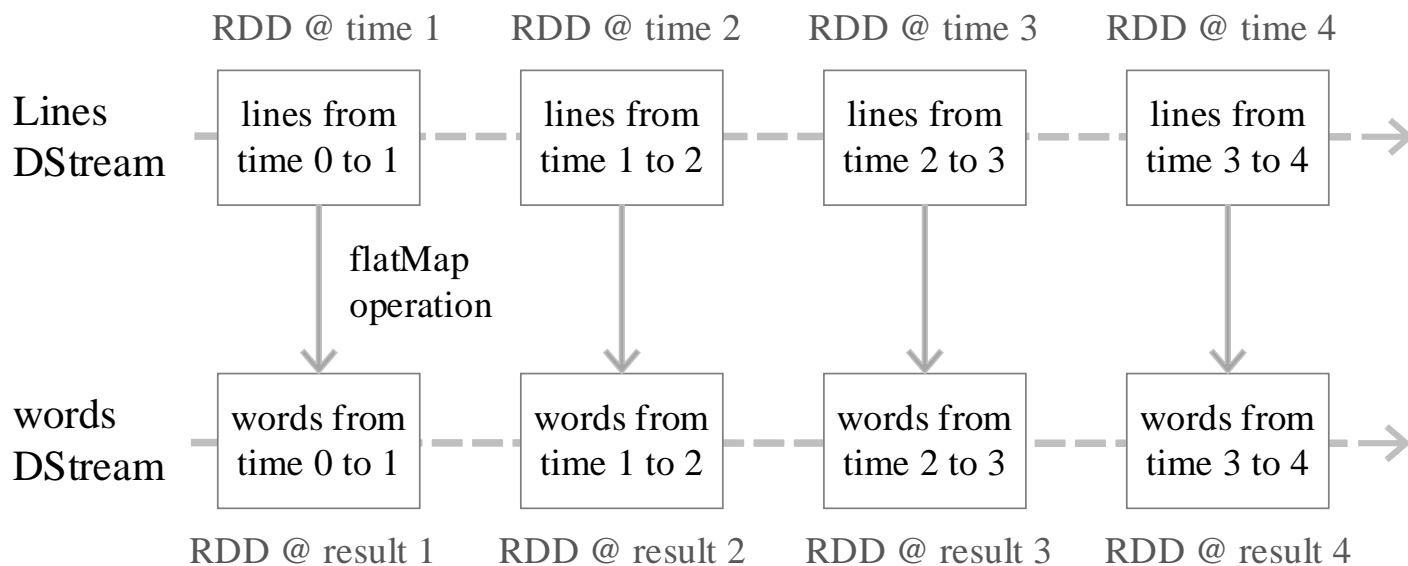 RDD @ time 1
RDD @ time 2
RDD @ time 3
RDD @ time 4
Lines
DStream
lines from
time 0 to 1
lines from
time 1 to 2
lines from
time 2 to 3
lines from
time 3 to 4
flatMap
operation
words
DStream
words from
time 0 to 1
words from
time 1 to 2
words from
time 2 to 3
words from
time 3 to 4
RDD @ result 1
RDD @ result 2
RDD @ result 3
RDD @ result 4